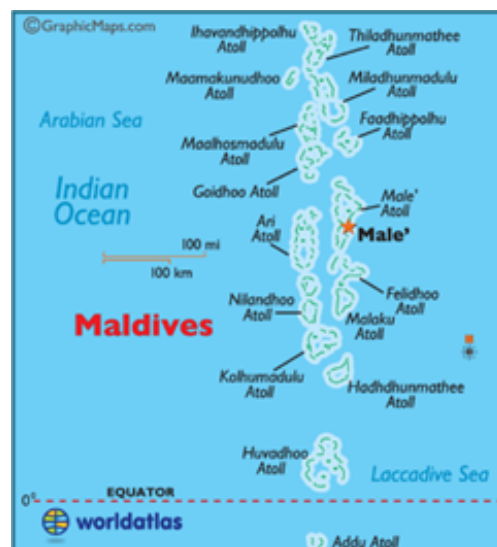 ©GraphicMaps.com
Ihavandhippolhu
Atoll
Thiladhunmathee
Atoll
Maamakunudhoo
Atoll
Miladhunmadulu
Atoll
Arabian Sea
Faadhippolhu
Atoll
Maalhosmadulu
Atoll
Goidhoo Atoll
Indian
Ocean
Male'
Atoll
Ari
Atoll
Male'
100 mi
100 km
Felidhoo
Atoll
Nilandhoo
Atoll
Malaku
Atoll
Maldives
Kolhumadulu
Atoll
Hadhdhunmathee
Atoll
Huvadhoo
Atoll
Laccadive Sea
0°
EQUATOR
worldatlas
Addu Atoll